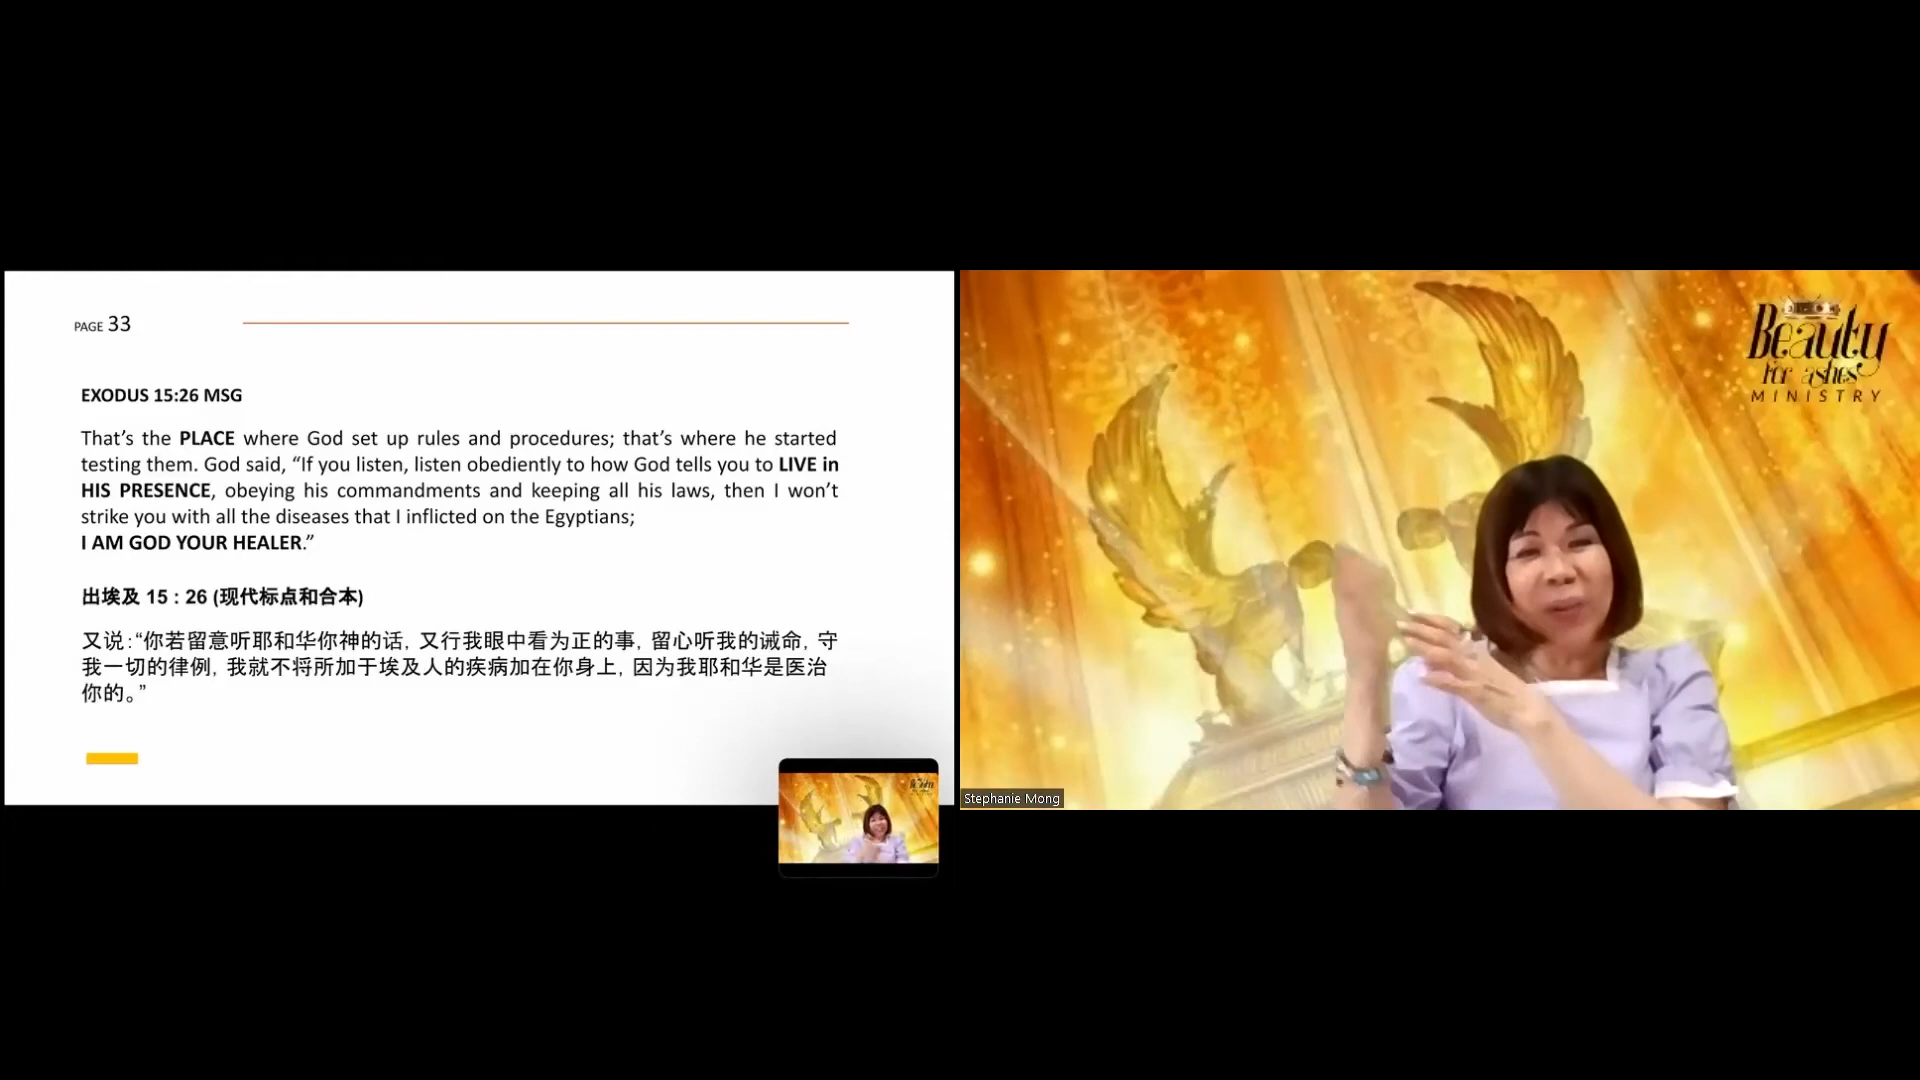 PAGE 33
EXODUS 15:26 MSG
That’s the PLACE where God set up rules and procedures; that’s where he started
testing them. God said, “If you listen, listen obediently to how God tells you to LIVE in
HIS PRESENCE, obeying his commandments and keeping all his laws, then I won’t
strike you with all the diseases that I inflicted on the Egyptians;
I AM GOD YOUR HEALER.”
出埃及 15 : 26 (现代标点和合本)
又说：“你若留意听耶和华你神的话，又行我眼中看为正的事，留心听我的诫命，守
我一切的律例，我就不将所加于埃及人的疾病加在你身上，因为我耶和华是医治
你的。”
Beauty
for ashes
MINISTRY
Stephanie Mong